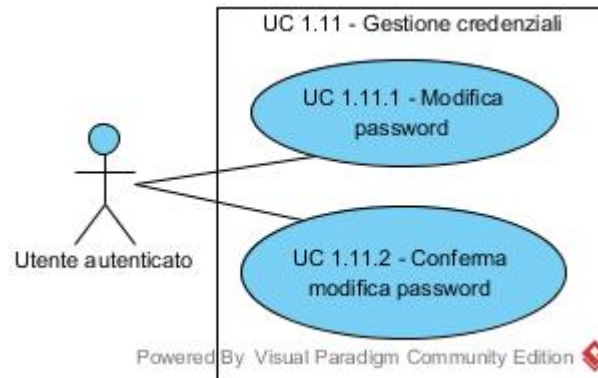 UC 1.11 - Gestione credenziali
UC 1.11.1 - Modifica
password
Utente autenticato
UC 1.11.2 - Conferma
modifica password
Powered By Visual Paradigm Community Edition